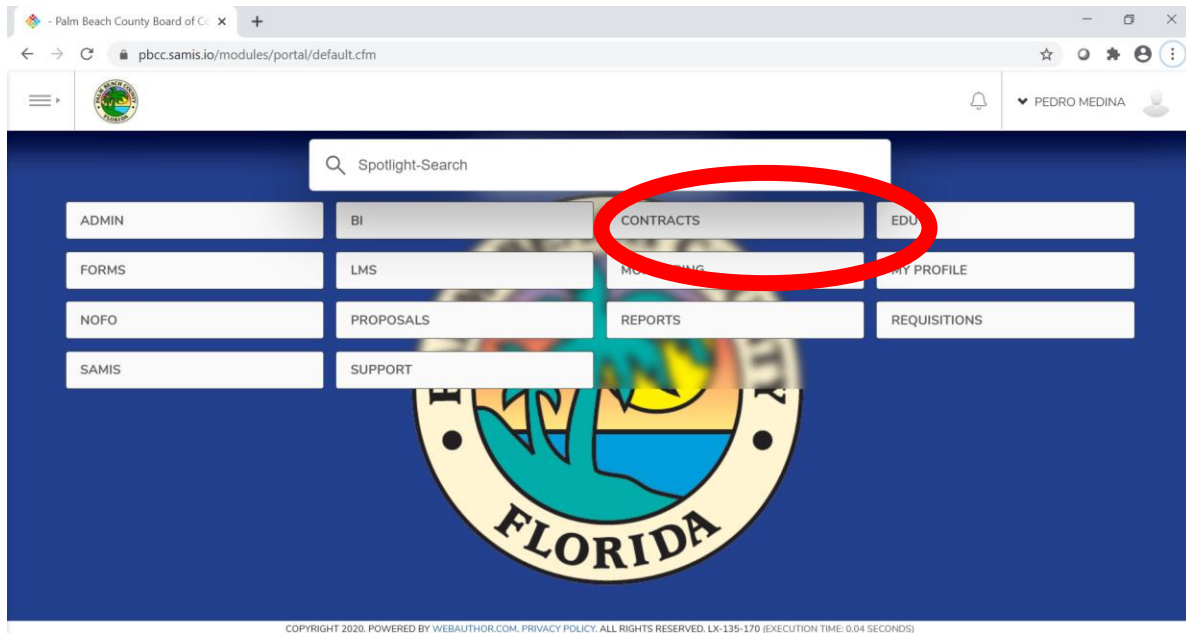 - Palm Beach County Board of Co
pbcc.samis.io/modules/portal/default.cfm
PEDRO MEDINA
Spotlight-Search
ADMIN BI CONTRACTS EDU
FORMS LMS MY PROFILE
NOFO PROPOSALS REPORTS REQUISITIONS
SAMIS SUPPORT
FLORIDA
COPYRIGHT 2020. POWERED BY WEBAUTHOR.COM. PRIVACY POLICY. ALL RIGHTS RESERVED. LX-135-170 (EXECUTION TIME: 0.04 SECONDS)